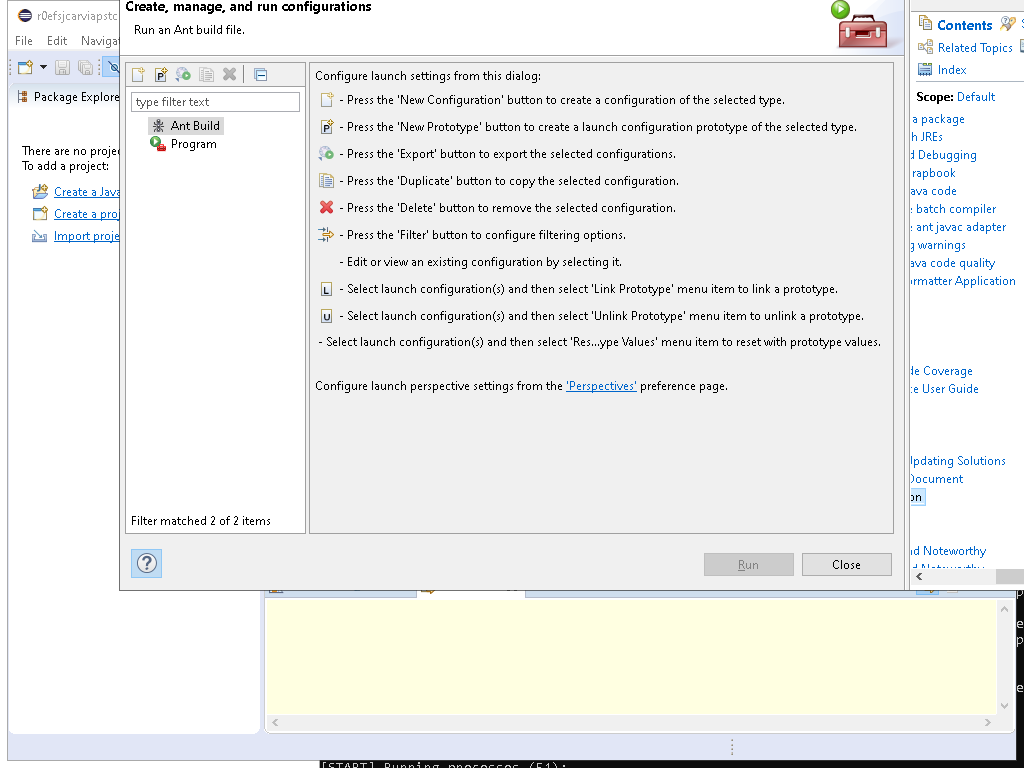 Create, manage, and run configurations
Run an Ant build file.
r0efsjcarviapstc
File Edit Navigat
Package Explore
There are no projec
To add a project:
Create a Java
Create a proj
Import proje
type filter text
Ant Build
Program
Filter matched 2 of 2 items
Configure launch settings from this dialog:
- Press the 'New Configuration' button to create a configuration of the selected type.
- Press the 'New Prototype' button to create a launch configuration prototype of the selected type.
- Press the 'Export' button to export the selected configurations.
- Press the 'Duplicate' button to copy the selected configuration.
- Press the 'Delete' button to remove the selected configuration.
- Press the 'Filter' button to configure filtering options.
- Edit or view an existing configuration by selecting it.
L - Select launch configuration(s) and then select 'Link Prototype' menu item to link a prototype.
U - Select launch configuration(s) and then select 'Unlink Prototype' menu item to unlink a prototype.
- Select launch configuration(s) and then select 'Res...ype Values' menu item to reset with prototype values.
Configure launch perspective settings from the 'Perspectives' preference page.
Run
Close
Contents
Related Topics
Index
Scope: Default
a package
h JREs
d Debugging
rapbook
ava code
batch compiler
ant javac adapter
g warnings
ava code quality
ormatter Application
de Coverage
te User Guide
Updating Solutions
Document
on
nd Noteworthy
[START] Running processes (51):